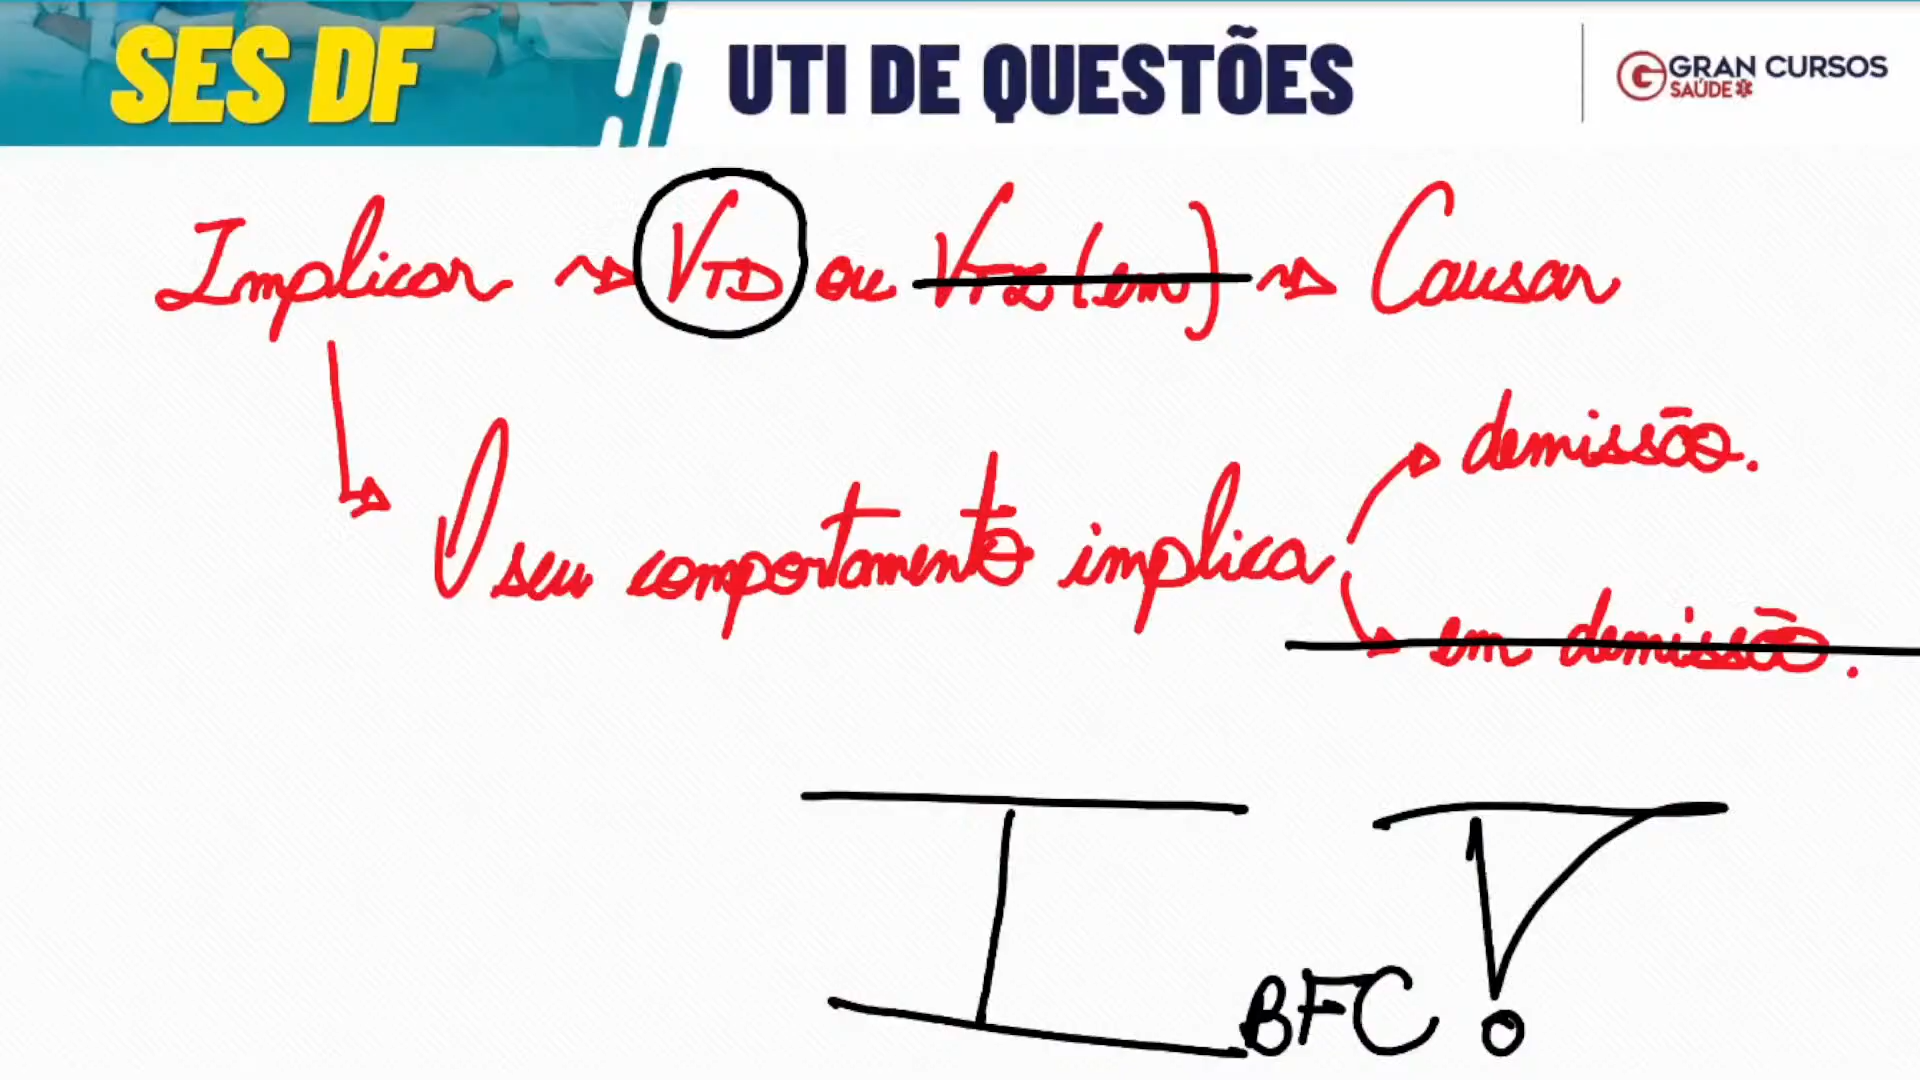 SES DF UTI DE QUESTÕES GRAN CURSOS
SAÚDE
Implicar VTD ou VTI (em) Causar
demissão.
O seu comportamento implica
em demissão.
IBFC !